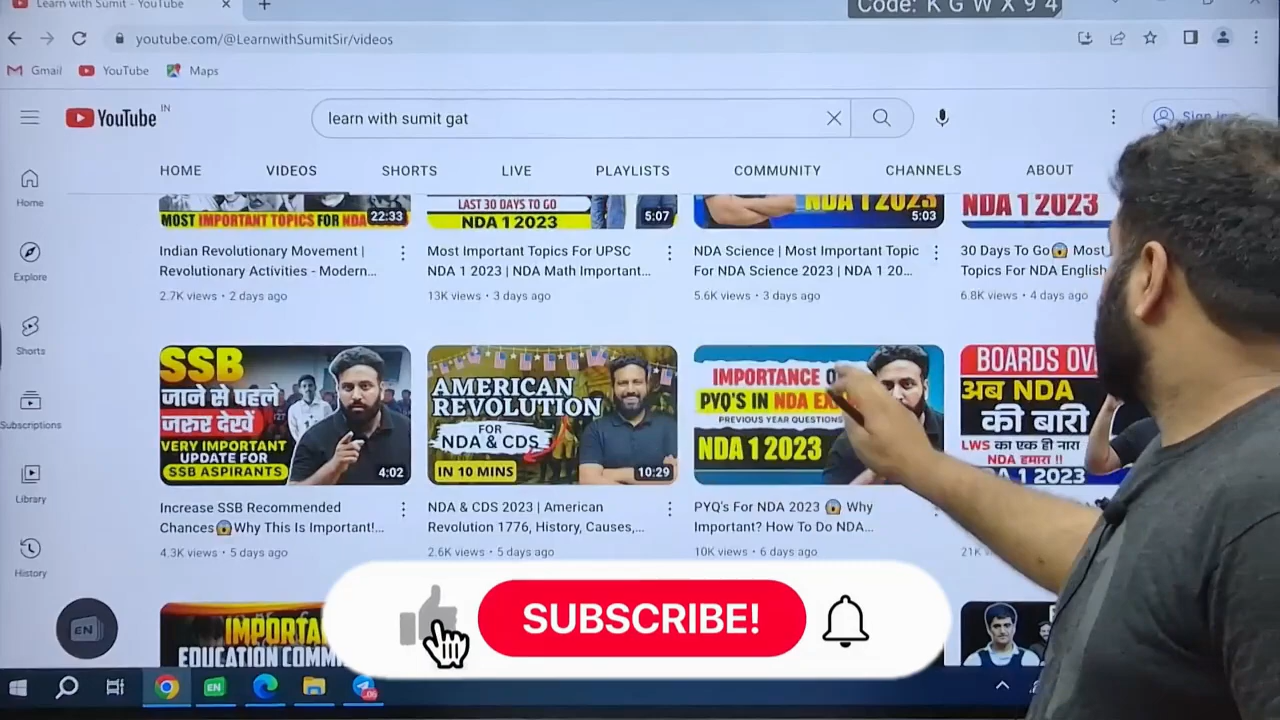 Learn with Sumit - YouTube
Code: K G W X 9 4
youtube.com/@LearnwithSumitSir/videos
Gmail YouTube Maps
YouTube IN
learn with sumit gat
Sign in
HOME VIDEOS SHORTS LIVE PLAYLISTS COMMUNITY CHANNELS ABOUT
Home
Explore
Shorts
Subscriptions
Library
History
MOST IMPORTANT TOPICS FOR NDA
22:33
LAST 30 DAYS TO GO
NDA 1 2023
5:07
NDA 1 2023
5:03
NDA 1 2023
Indian Revolutionary Movement |
Revolutionary Activities - Modern...
2.7K views • 2 days ago
Most Important Topics For UPSC
NDA 1 2023 | NDA Math Important...
13K views • 3 days ago
NDA Science | Most Important Topic
For NDA Science 2023 | NDA 1 20...
5.6K views • 3 days ago
30 Days To Go😱 Most
Topics For NDA English
6.8K views • 4 days ago
SSB
जाने से पहले
जरुर देखें
VERY IMPORTANT
UPDATE FOR
SSB ASPIRANTS
4:02
AMERICAN
REVOLUTION
FOR
NDA & CDS
IN 10 MINS
10:29
IMPORTANCE
PYQ'S IN NDA
PREVIOUS YEAR QUESTIONS
NDA 1 2023
BOARDS
अब NDA
की बारी
LWS का एक ही नारा
NDA हमारा !!
1 2023
Increase SSB Recommended
Chances😱Why This Is Important!...
4.3K views • 5 days ago
NDA & CDS 2023 | American
Revolution 1776, History, Causes,...
2.6K views • 5 days ago
PYQ's For NDA 2023 😱 Why
Important? How To Do NDA...
10K views • 6 days ago
21K
EN
EDUCATION
SUBSCRIBE!
EN